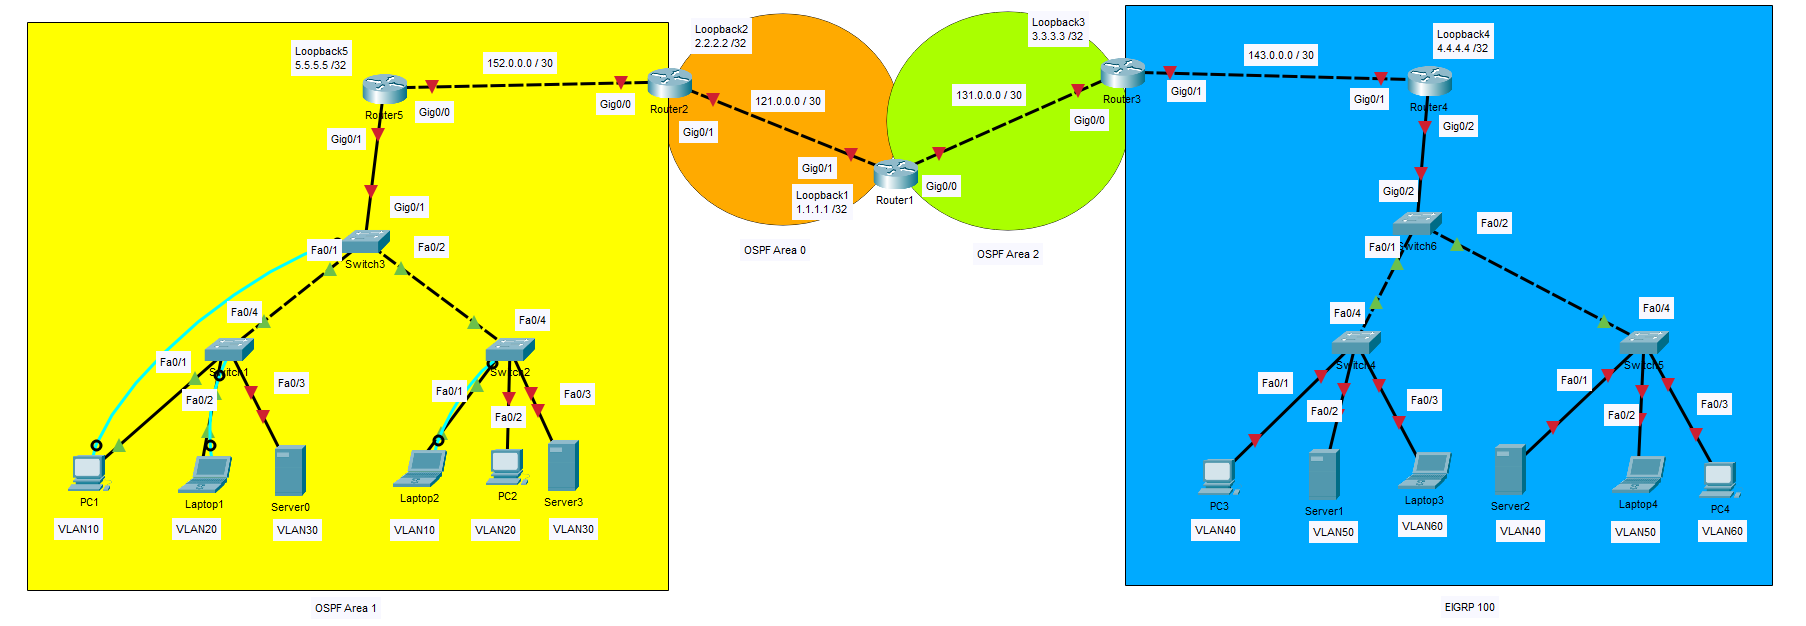 Loopback5
5.5.5.5 /32
152.0.0.0 / 30
Loopback2
2.2.2.2 /32
Router5
Gig0/0
Gig0/0
Router2
Gig0/1
Gig0/1
121.0.0.0 / 30
Gig0/1
Loopback1
1.1.1.1 /32
Router1
Gig0/0
Loopback3
3.3.3.3 /32
131.0.0.0 / 30
Gig0/0
Router3
Gig0/1
143.0.0.0 / 30
Loopback4
4.4.4.4 /32
Gig0/1
Router4
Gig0/2
Gig0/2
OSPF Area 0
OSPF Area 2
Gig0/1
Fa0/1
Fa0/2
Switch3
Fa0/4
Fa0/4
Fa0/1
Switch1
Fa0/3
Fa0/2
Switch2
Fa0/1
Fa0/2
Fa0/3
PC1
Laptop1
Server0
Laptop2
PC2
Server3
VLAN10
VLAN20
VLAN30
VLAN10
VLAN20
VLAN30
OSPF Area 1
Fa0/1
Switch6
Fa0/2
Fa0/4
Fa0/4
Switch4
Switch5
Fa0/1
Fa0/2
Fa0/3
Fa0/1
Fa0/2
Fa0/3
PC3
Server1
Laptop3
Server2
Laptop4
PC4
VLAN40
VLAN50
VLAN60
VLAN40
VLAN50
VLAN60
EIGRP 100